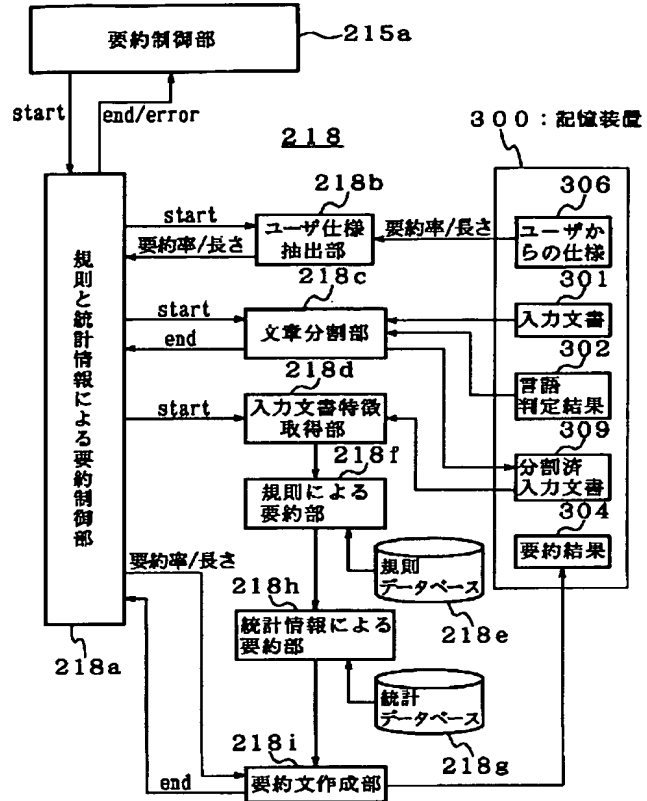 要約制御部
215a
start
end/error
218
300:記憶装置
218b
306
start
ユーザ仕様
抽出部
要約率/長さ
要約率/長さ
ユーザか
らの仕様
218c
301
start
文章分割部
入力文書
end
302
218d
言語
判定結果
start
入力文書特徴
取得部
309
218f
分割済
入力文書
規則による
要約部
304
要約結果
規則と統計情報による要約制御部
要約率/長さ
規則
データベース
218h
218e
統計情報による
要約部
218a
統計
データベース
218i
218g
end
要約文作成部